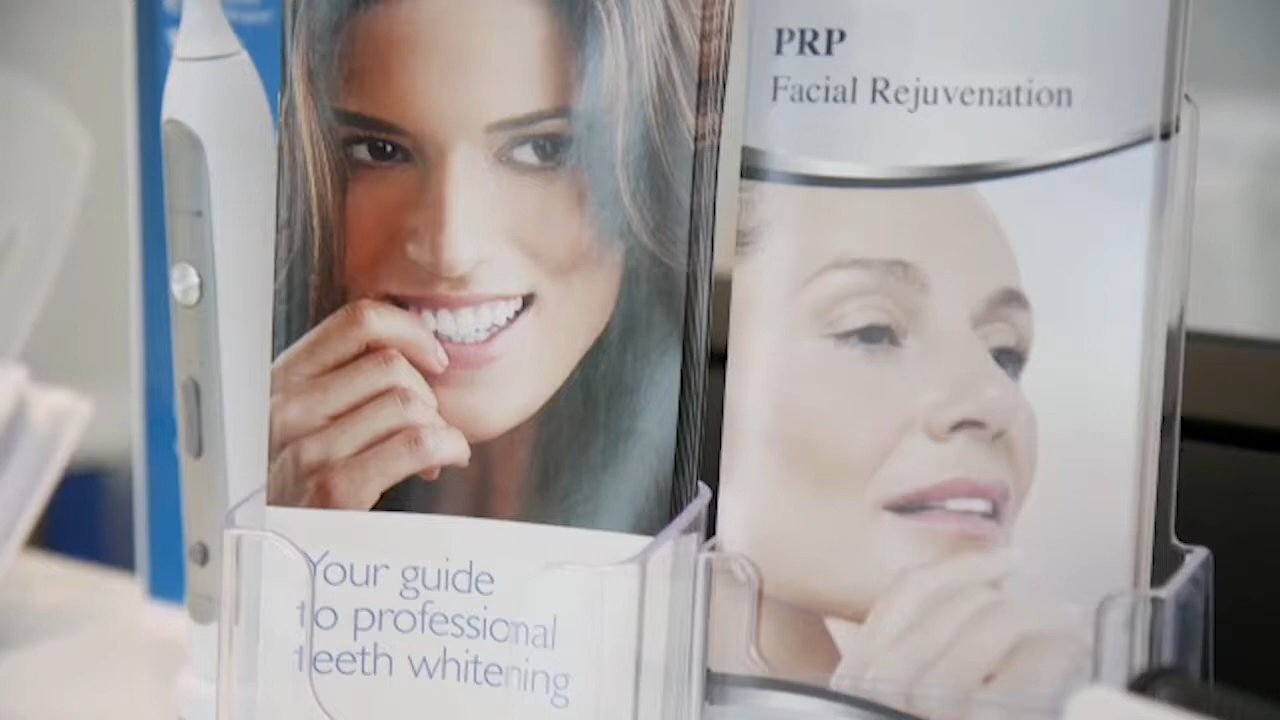 Your guide
to professional
teeth whitening
PRP
Facial Rejuvenation